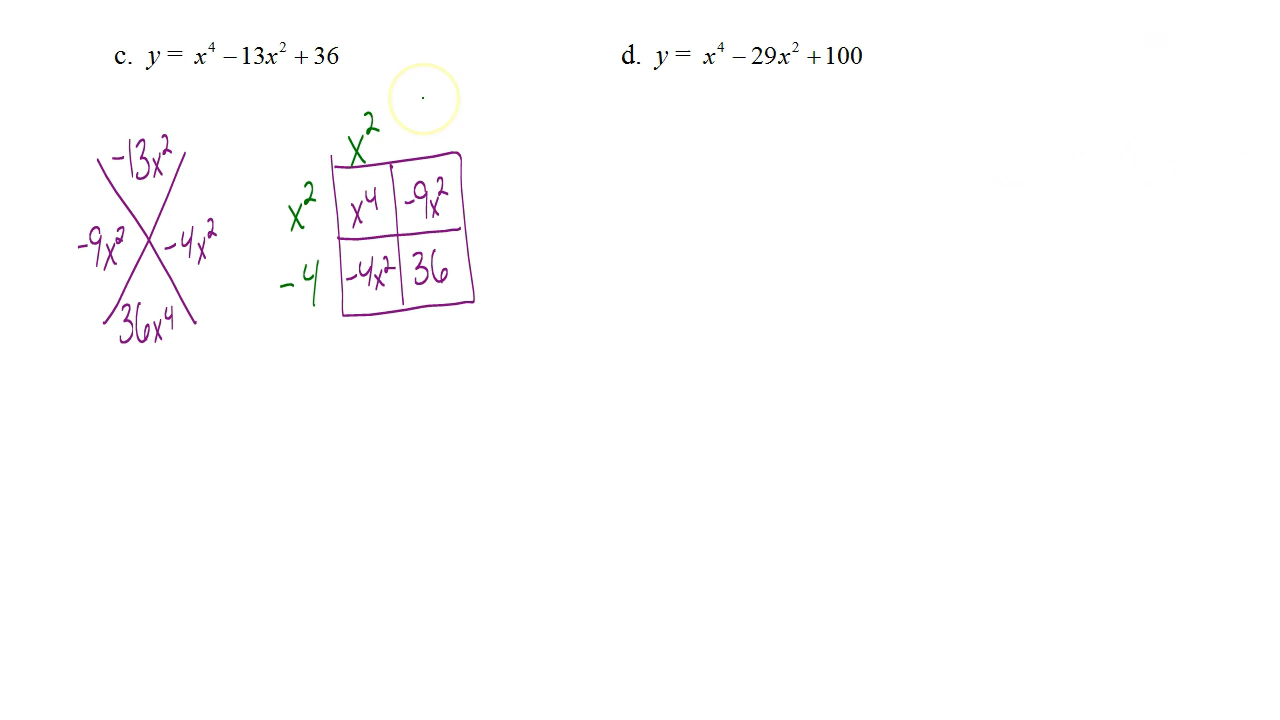 c. y = x⁴ − 13x² + 36
d. y = x⁴ − 29x² + 100
-13x²
-9x² -4x²
36x⁴
x²
x² x⁴ -9x²
-4 -4x² 36